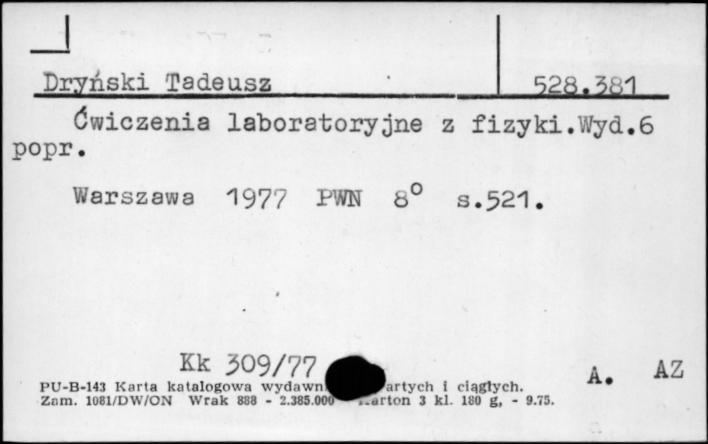 Dryński Tadeusz 528.381
Ćwiczenia laboratoryjne z fizyki.Wyd.6
popr.
Warszawa 1977 PWN 8° s.521.
Kk 309/77
A. AZ
PU-B-143 Karta katalogowa artych i ciągłych.
Zam. 1081/DW/ON Wrak 888 - 2.385.000 3 kl. 180 g, - 9.75.